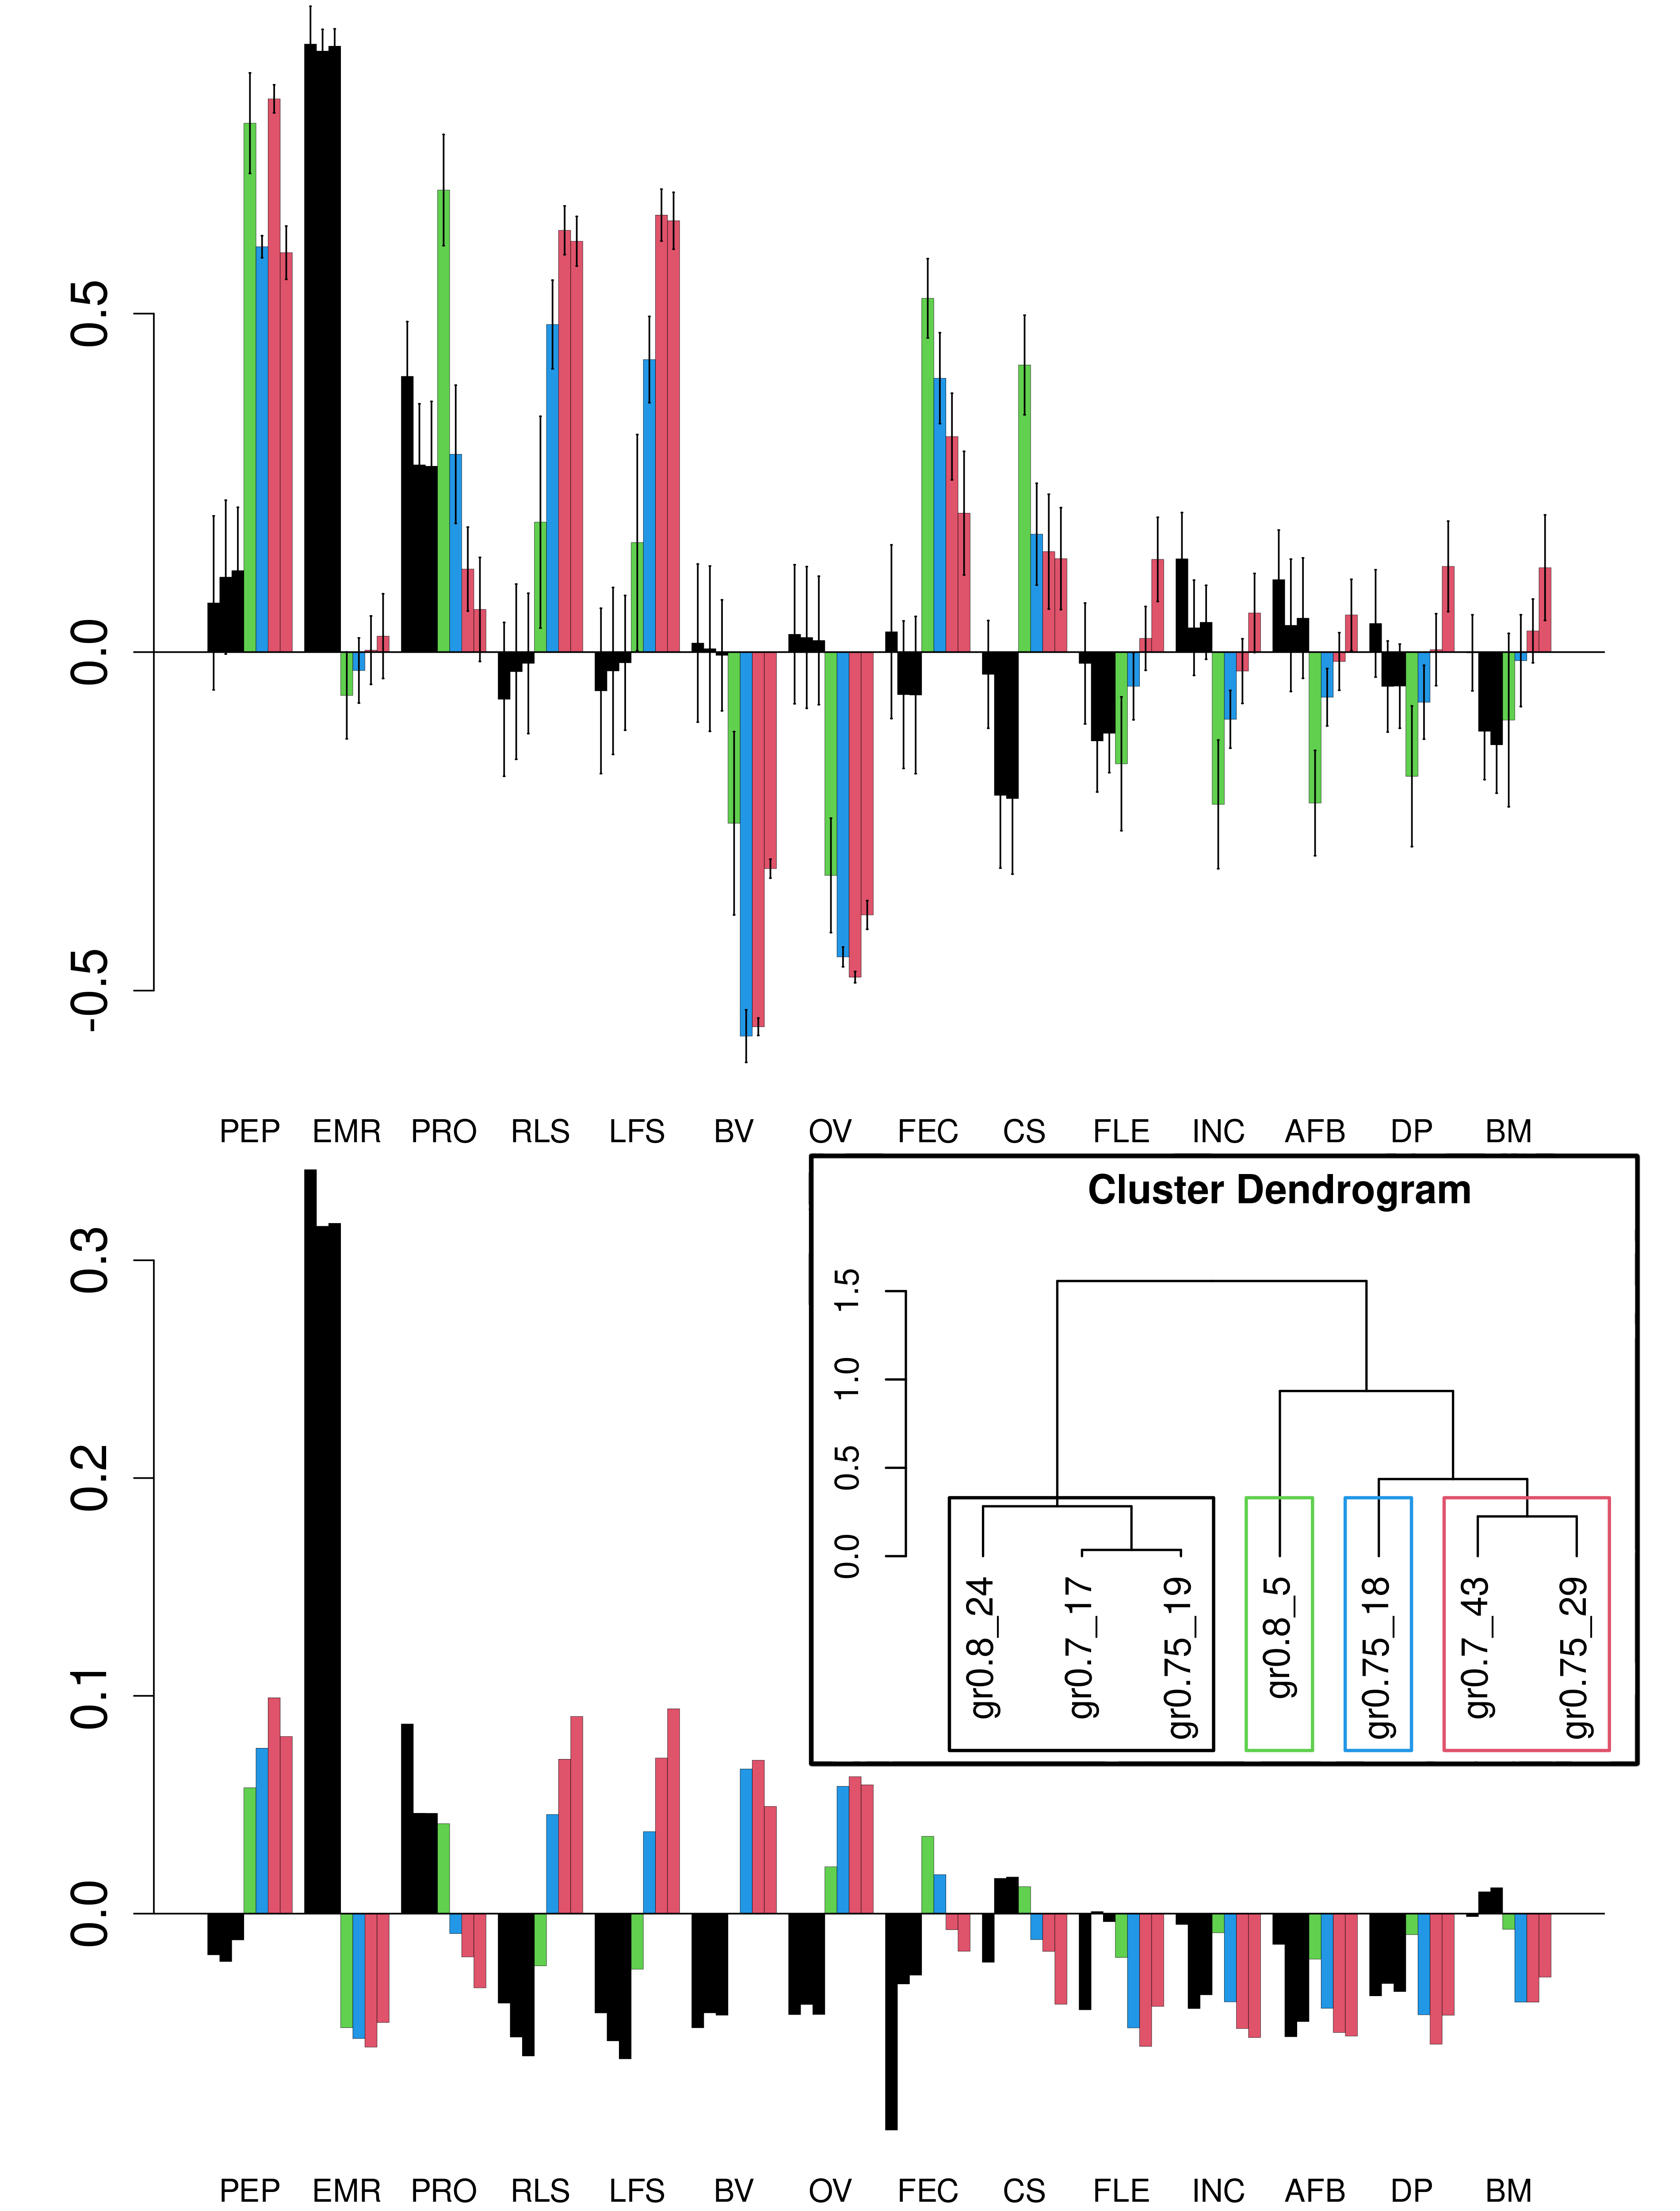 0.5
0.0
-0.5
PEP EMR PRO RLS LFS BV OV FEC CS FLE INC AFB DP BM
Cluster Dendrogram
1.5
1.0
0.5
0.0
gr0.8_24
gr0.7_17
gr0.75_19
gr0.8_5
gr0.75_18
gr0.7_43
gr0.75_29
0.3
0.2
0.1
0.0
PEP EMR PRO RLS LFS BV OV FEC CS FLE INC AFB DP BM